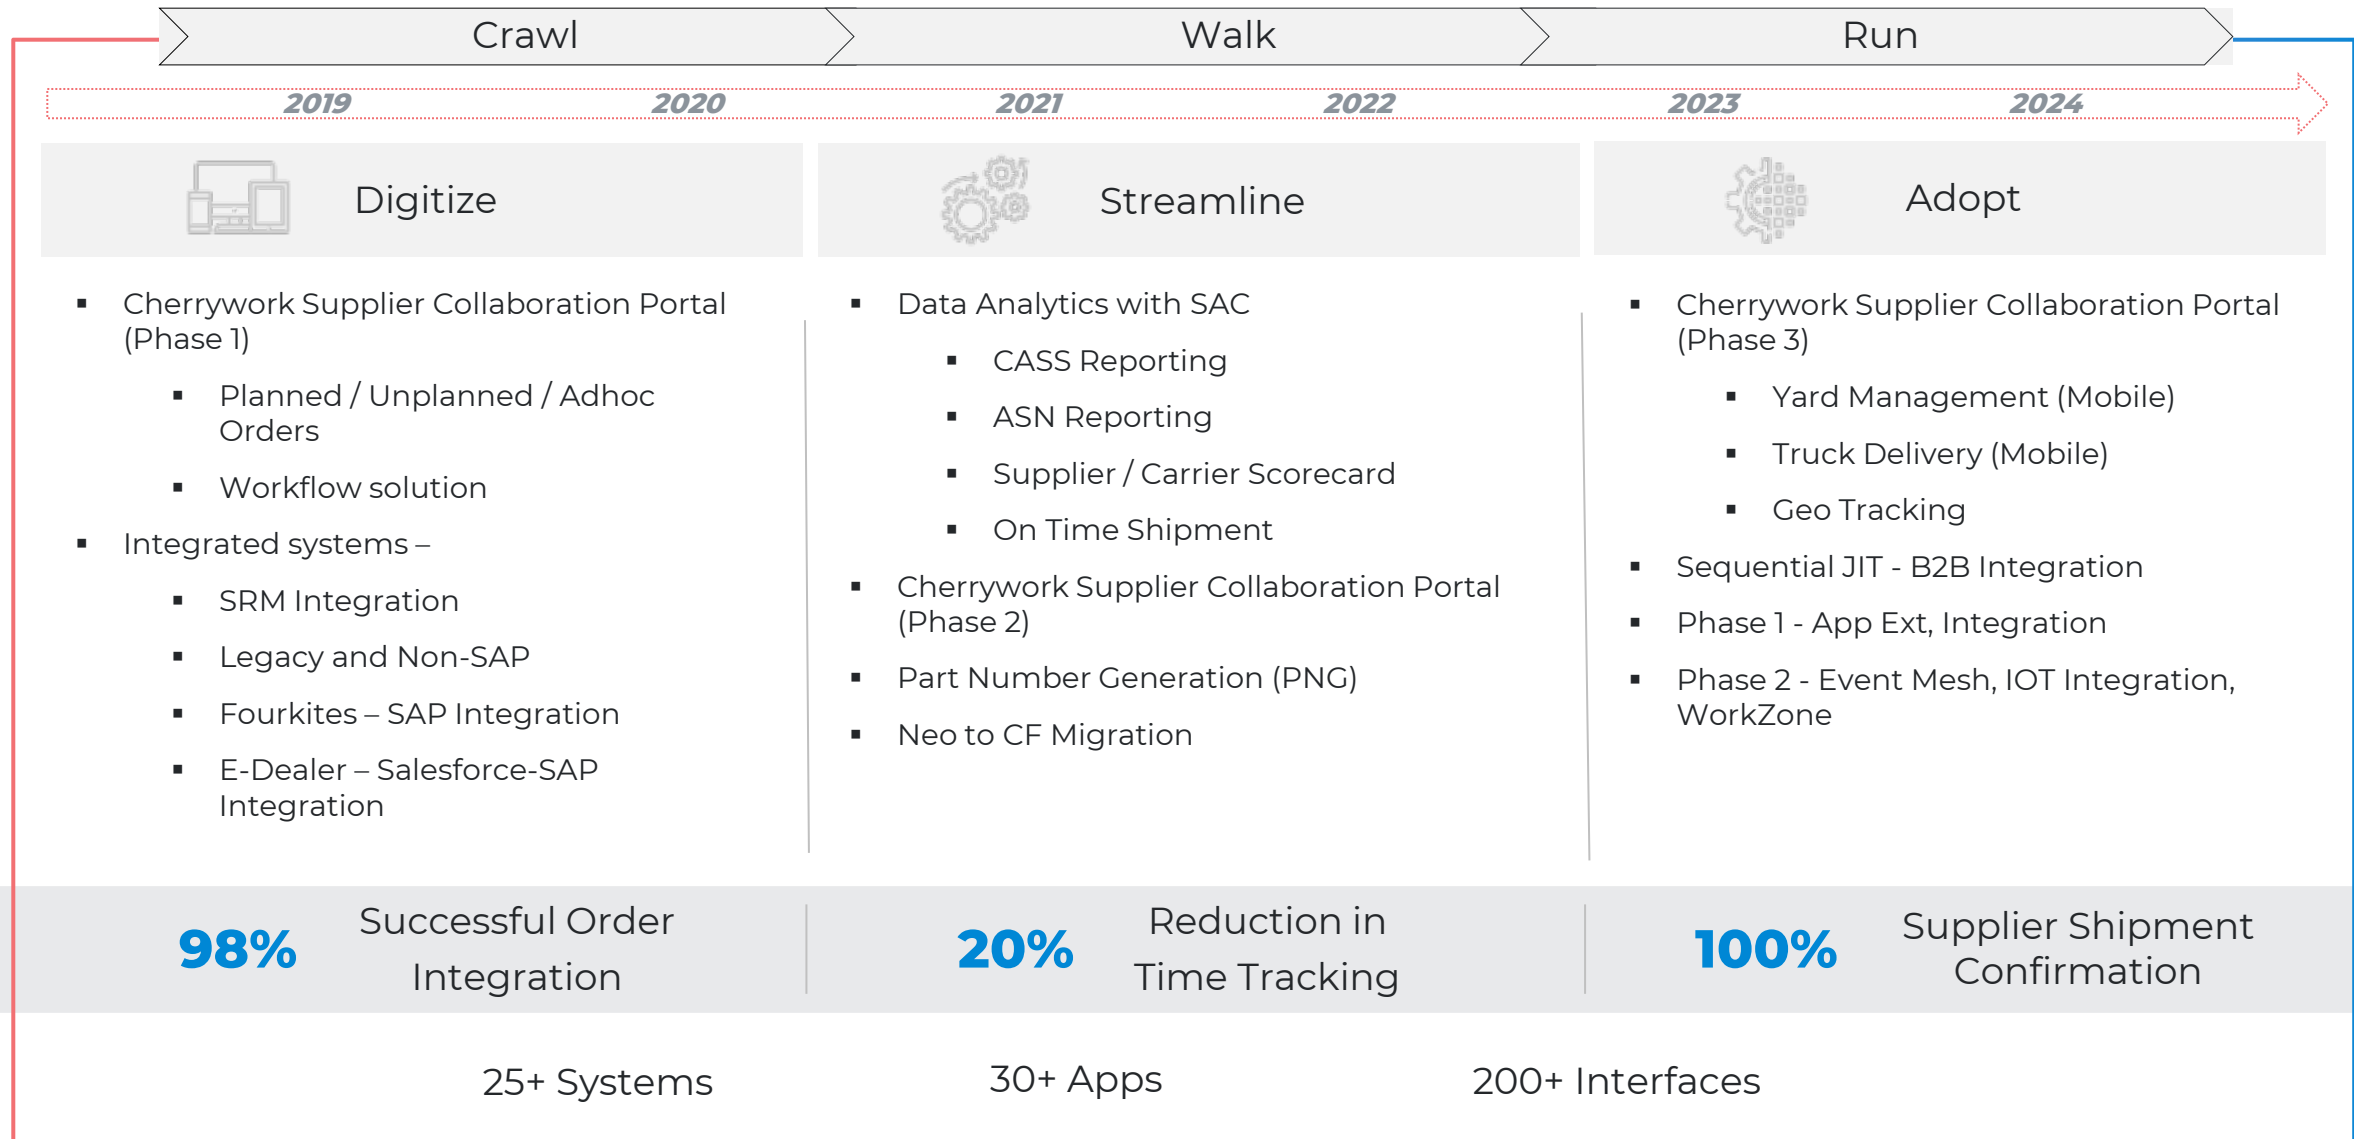 Crawl
Walk
Run
2019
2020
2021
2022
2023
2024
Digitize
Streamline
Adopt
▪ Cherrywork Supplier Collaboration Portal
(Phase 1)
▪ Planned / Unplanned / Adhoc
Orders
▪ Workflow solution
▪ Integrated systems –
▪ SRM Integration
▪ Legacy and Non-SAP
▪ Fourkites – SAP Integration
▪ E-Dealer – Salesforce-SAP
Integration
▪ Data Analytics with SAC
▪ CASS Reporting
▪ ASN Reporting
▪ Supplier / Carrier Scorecard
▪ On Time Shipment
▪ Cherrywork Supplier Collaboration Portal
(Phase 2)
▪ Part Number Generation (PNG)
▪ Neo to CF Migration
▪ Cherrywork Supplier Collaboration Portal
(Phase 3)
▪ Yard Management (Mobile)
▪ Truck Delivery (Mobile)
▪ Geo Tracking
▪ Sequential JIT - B2B Integration
▪ Phase 1 - App Ext, Integration
▪ Phase 2 - Event Mesh, IOT Integration,
WorkZone
98%
Successful Order
Integration
20%
Reduction in
Time Tracking
100%
Supplier Shipment
Confirmation
25+ Systems
30+ Apps
200+ Interfaces